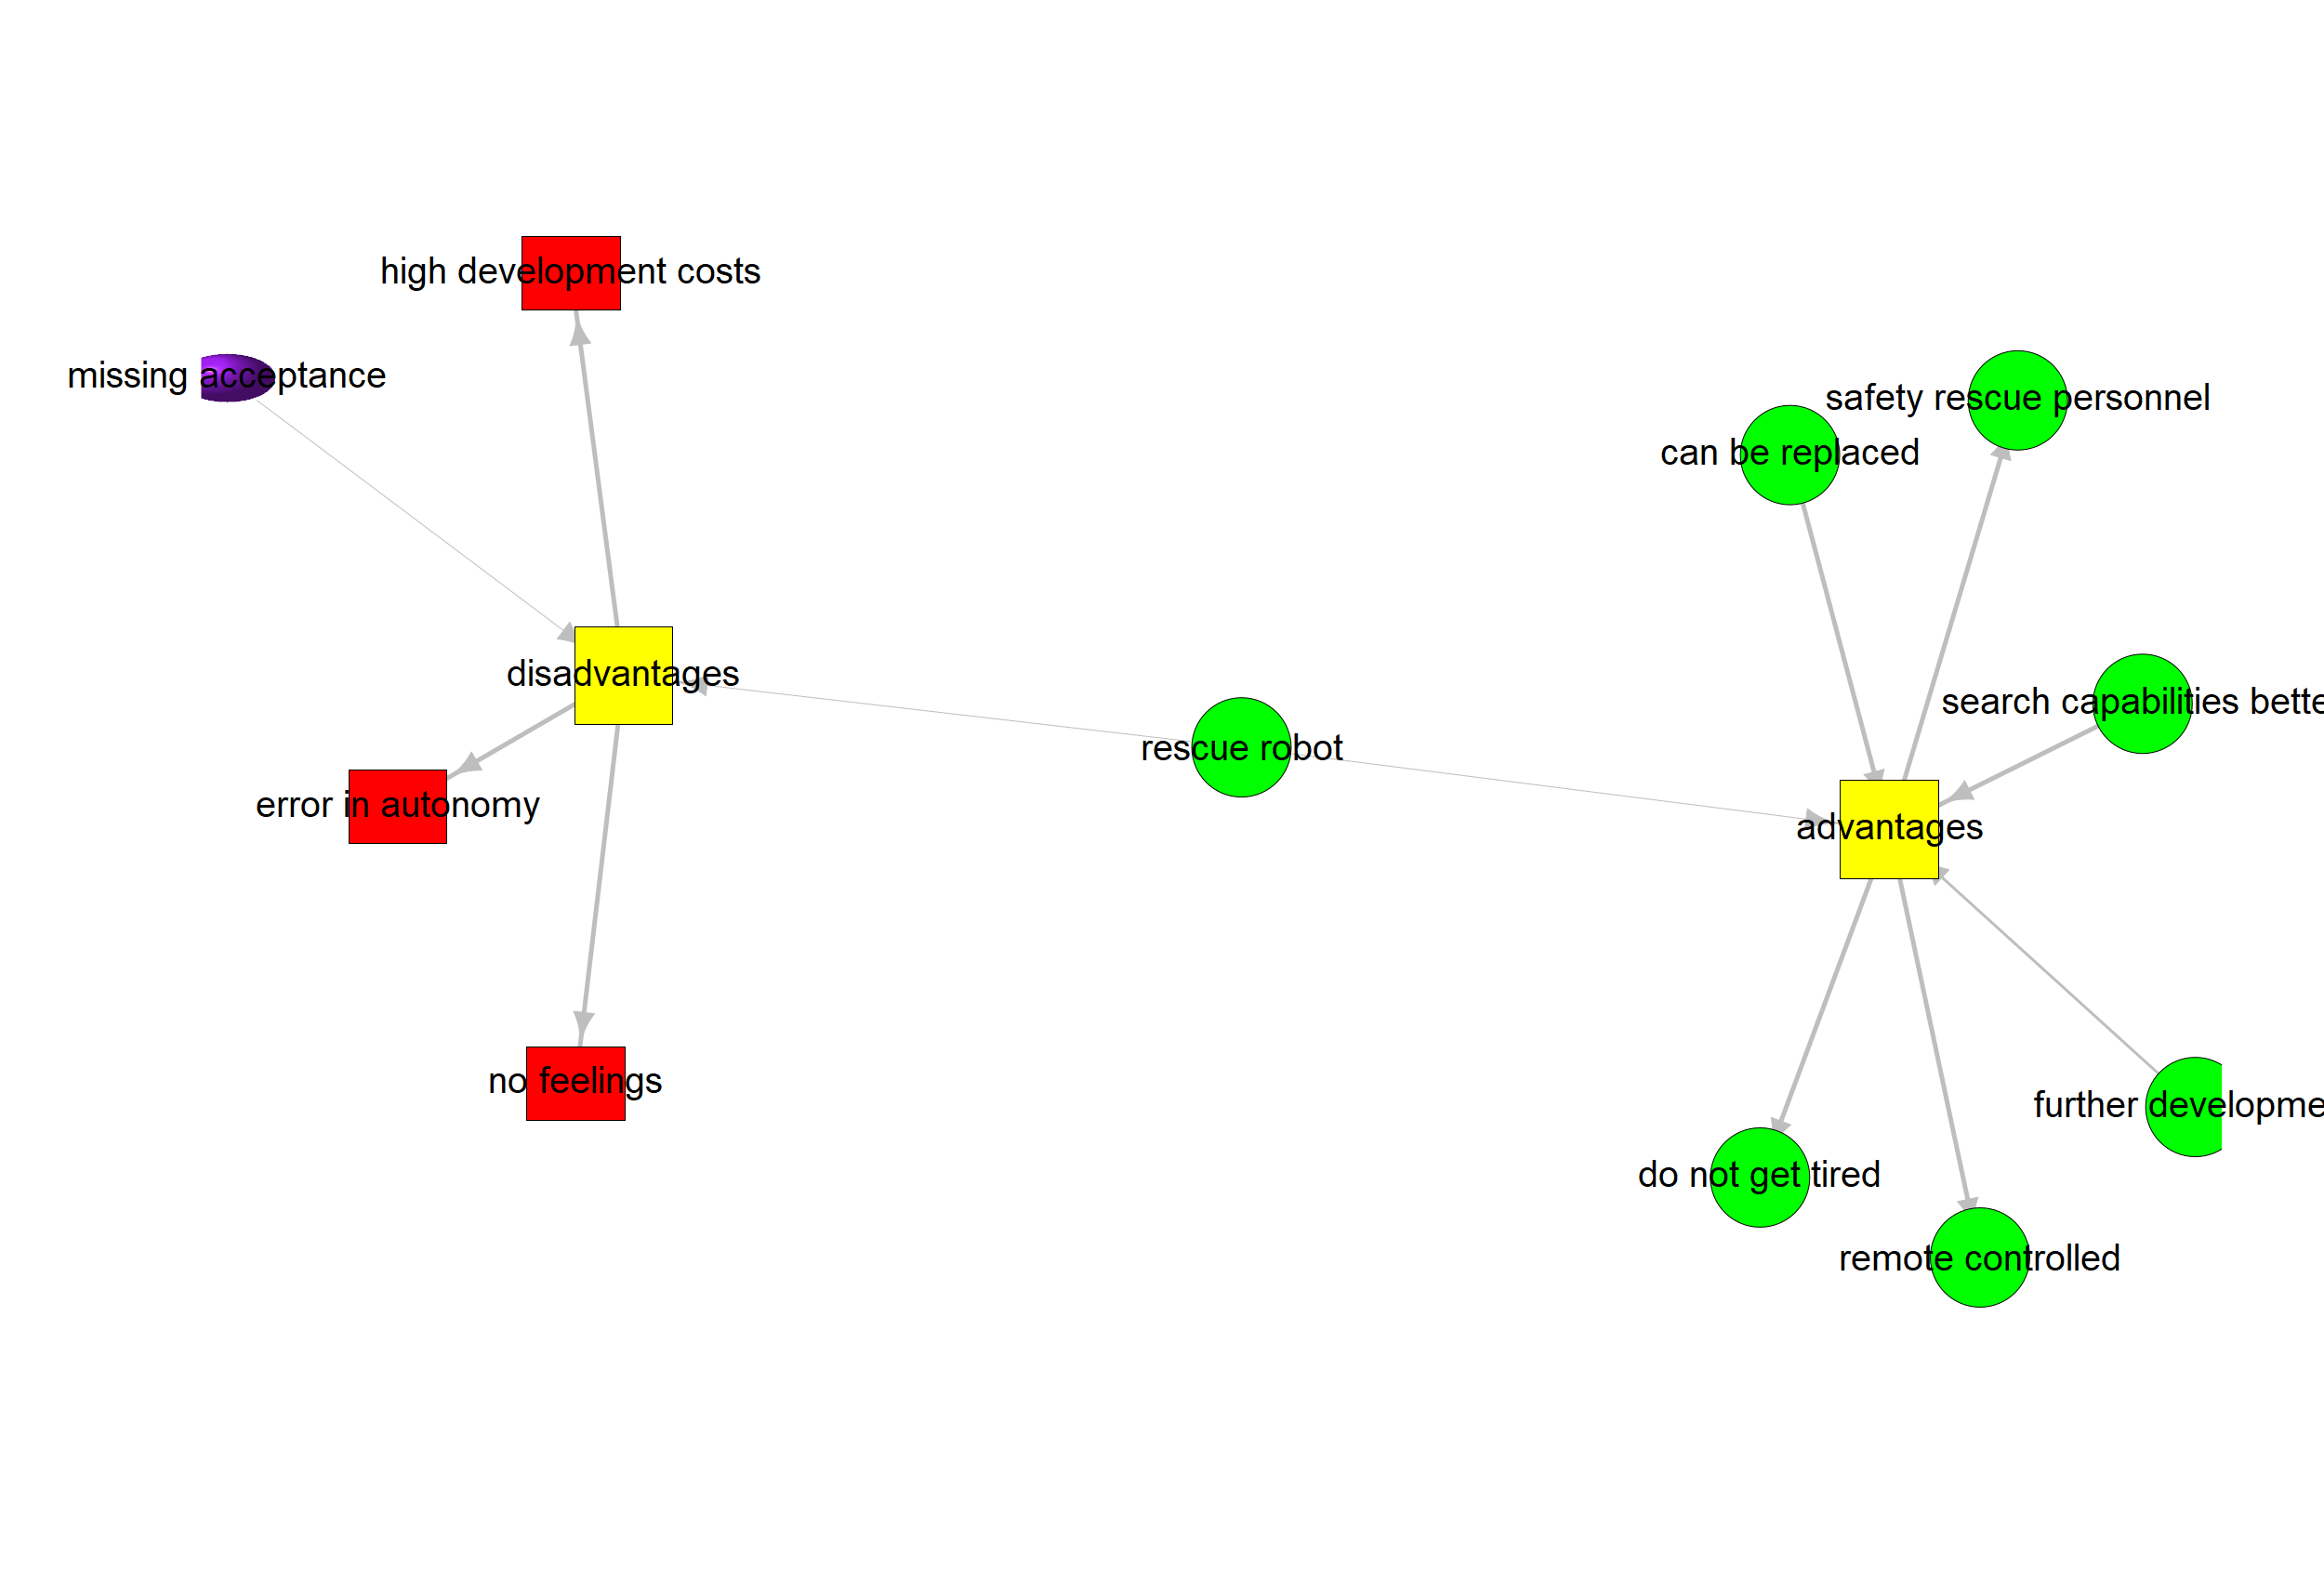 high development costs
missing acceptance
safety rescue personnel
can be replaced
disadvantages
search capabilities bette
rescue robot
error in autonomy
advantages
no feelings
further developme
do not get tired
remote controlled